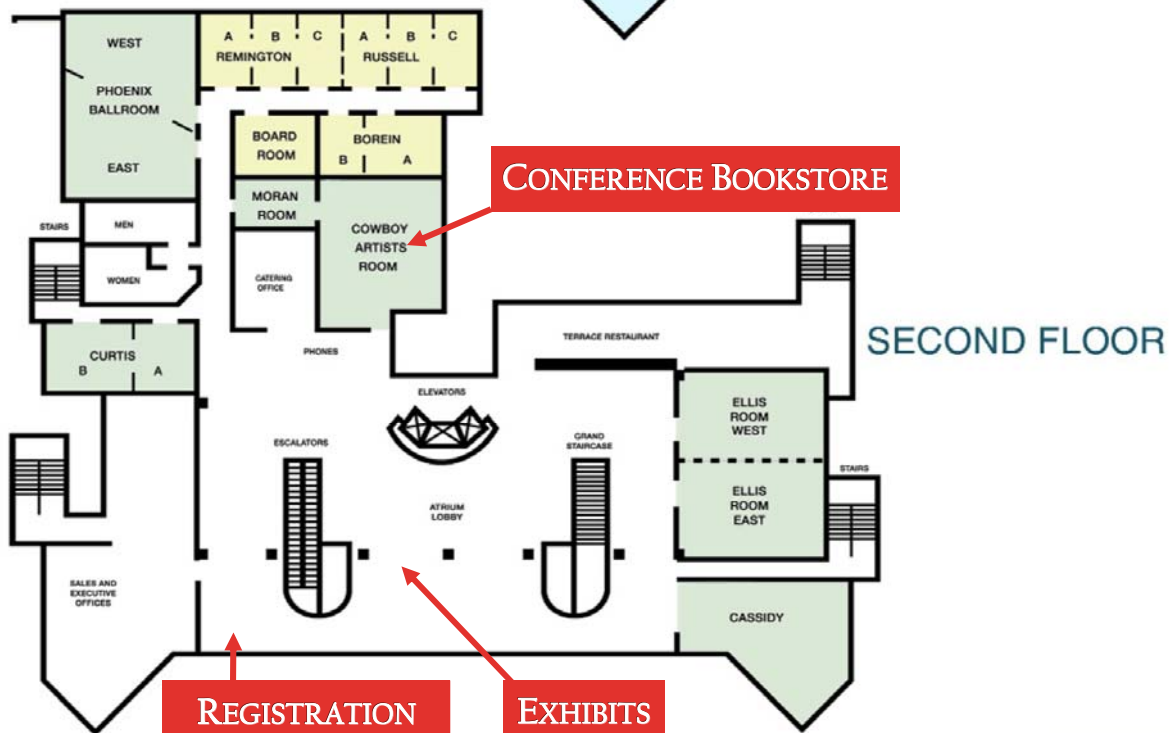 WEST
PHOENIX
BALLROOM
EAST
A B C
REMINGTON
A B C
RUSSELL
BOARD
ROOM
BOREIN
B A
MORAN
ROOM
CONFERENCE BOOKSTORE
COWBOY
ARTISTS
ROOM
STAIRS
MEN
WOMEN
CATERING
OFFICE
CURTIS
B A
PHONES
TERRACE RESTAURANT
SECOND FLOOR
ELEVATORS
ESCALATORS
GRAND
STAIRCASE
ELLIS
ROOM
WEST
STAIRS
ELLIS
ROOM
EAST
ATRIUM
LOBBY
SALES AND
EXECUTIVE
OFFICES
CASSIDY
REGISTRATION
EXHIBITS